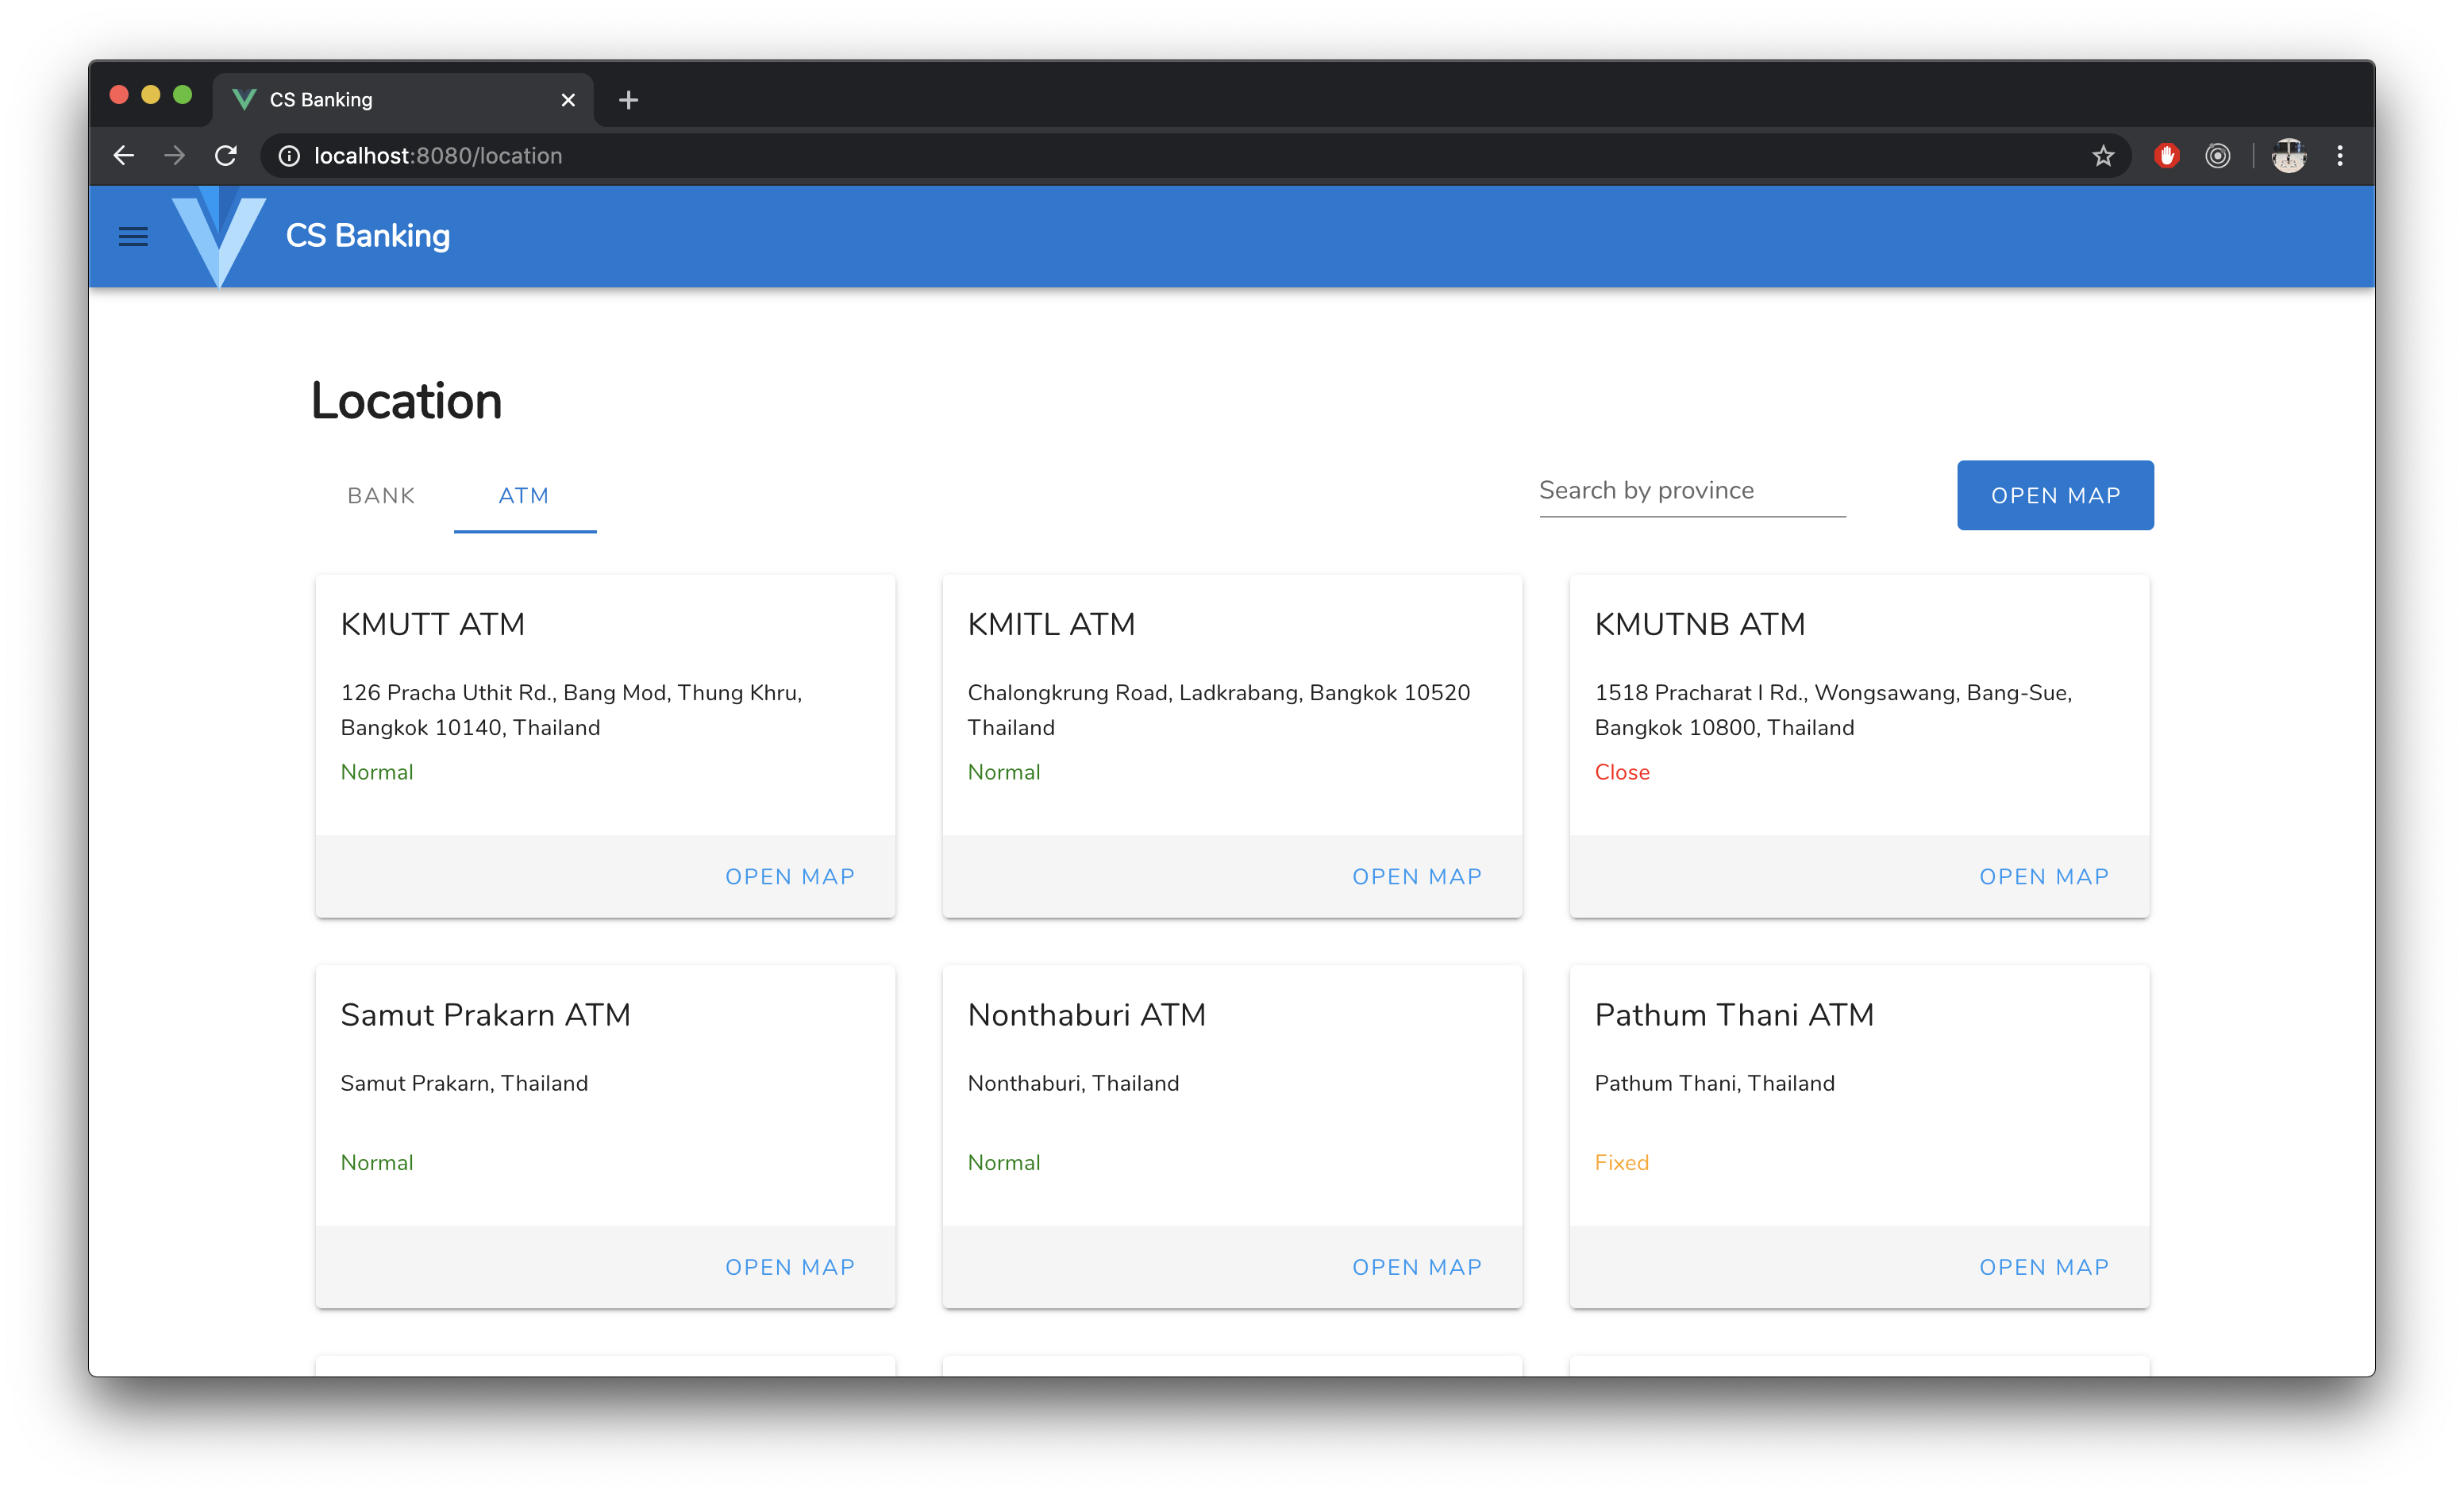 CS Banking
localhost:8080/location
CS Banking
Location
BANK ATM Search by province OPEN MAP
KMUTT ATM
126 Pracha Uthit Rd., Bang Mod, Thung Khru,
Bangkok 10140, Thailand
Normal
OPEN MAP
KMITL ATM
Chalongkrung Road, Ladkrabang, Bangkok 10520
Thailand
Normal
OPEN MAP
KMUTNB ATM
1518 Pracharat I Rd., Wongsawang, Bang-Sue,
Bangkok 10800, Thailand
Close
OPEN MAP
Samut Prakarn ATM
Samut Prakarn, Thailand
Normal
OPEN MAP
Nonthaburi ATM
Nonthaburi, Thailand
Normal
OPEN MAP
Pathum Thani ATM
Pathum Thani, Thailand
Fixed
OPEN MAP